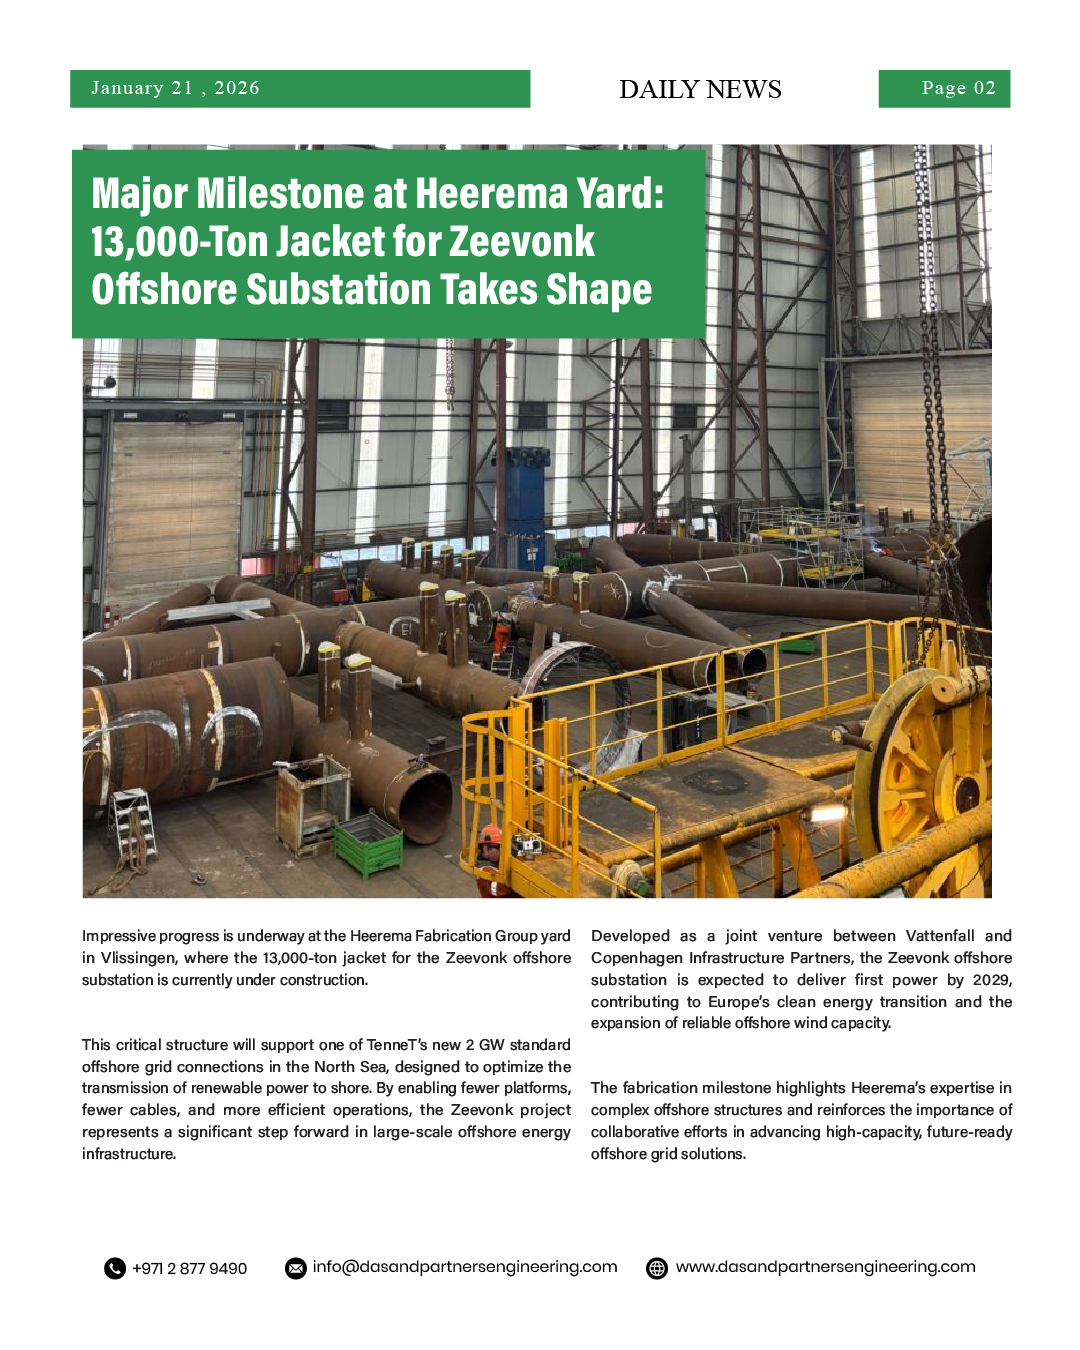 January 21 , 2026
DAILY NEWS
Page 02
Major Milestone at Heerema Yard:
13,000-Ton Jacket for Zeevonk
Offshore Substation Takes Shape
Impressive progress is underway at the Heerema Fabrication Group yard
in Vlissingen, where the 13,000-ton jacket for the Zeevonk offshore
substation is currently under construction.
This critical structure will support one of TenneT's new 2 GW standard
offshore grid connections in the North Sea, designed to optimize the
transmission of renewable power to shore. By enabling fewer platforms,
fewer cables, and more efficient operations, the Zeevonk project
represents a significant step forward in large-scale offshore energy
infrastructure.
Developed as a joint venture between Vattenfall and
Copenhagen Infrastructure Partners, the Zeevonk offshore
substation is expected to deliver first power by 2029,
contributing to Europe's clean energy transition and the
expansion of reliable offshore wind capacity.
The fabrication milestone highlights Heerema's expertise in
complex offshore structures and reinforces the importance of
collaborative efforts in advancing high-capacity, future-ready
offshore grid solutions.
+971 2 877 9490
info@dasandpartnersengineering.com
www.dasandpartnersengineering.com